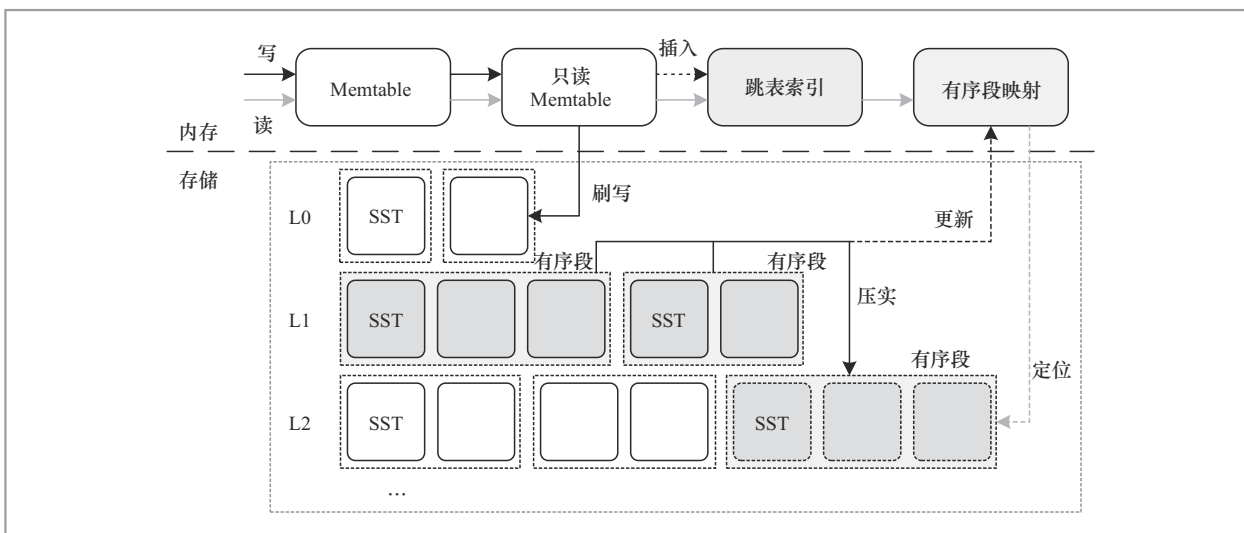 写
插入
Memtable
只读
Memtable
跳表索引
有序段映射
读
内存
存储
刷写
L0
SST
更新
有序段
有序段
L1
SST
SST
压实
有序段
定位
L2
SST
SST
…